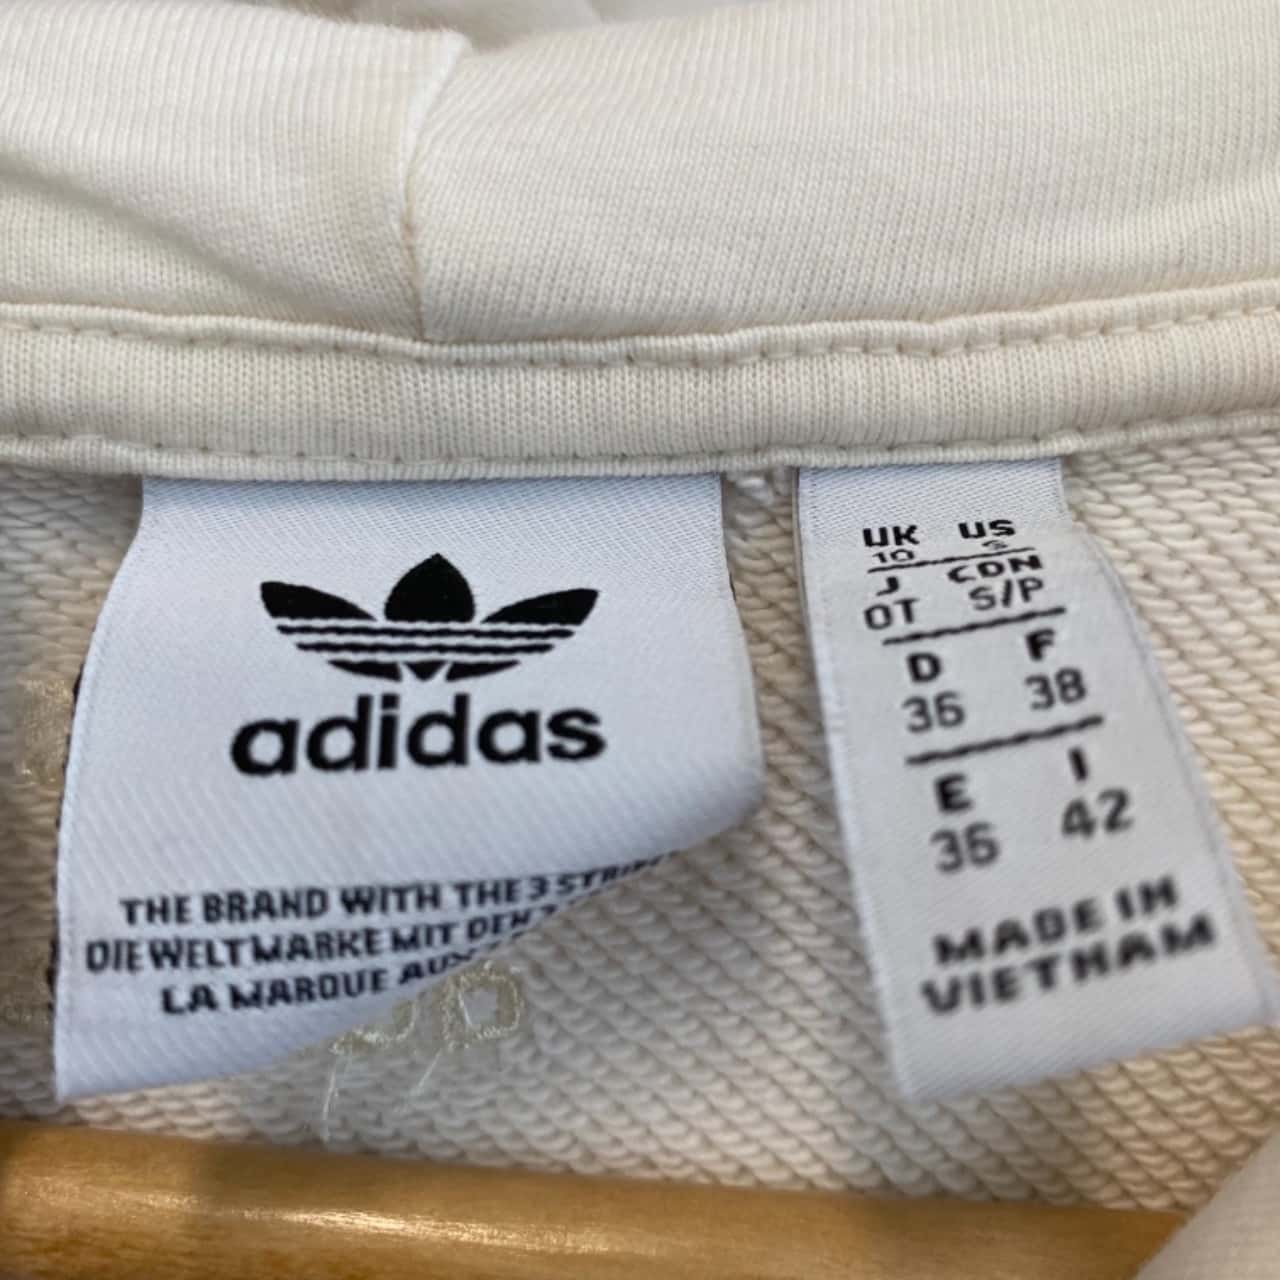 adidas
THE BRAND WITH THE 3
DIE WELTMARKE MIT DEN
LA MARQUE AUX
UK US
10 S
J CDN
OT S/P
D F
36 38
E I
36 42
MADE IN
VIETNAM